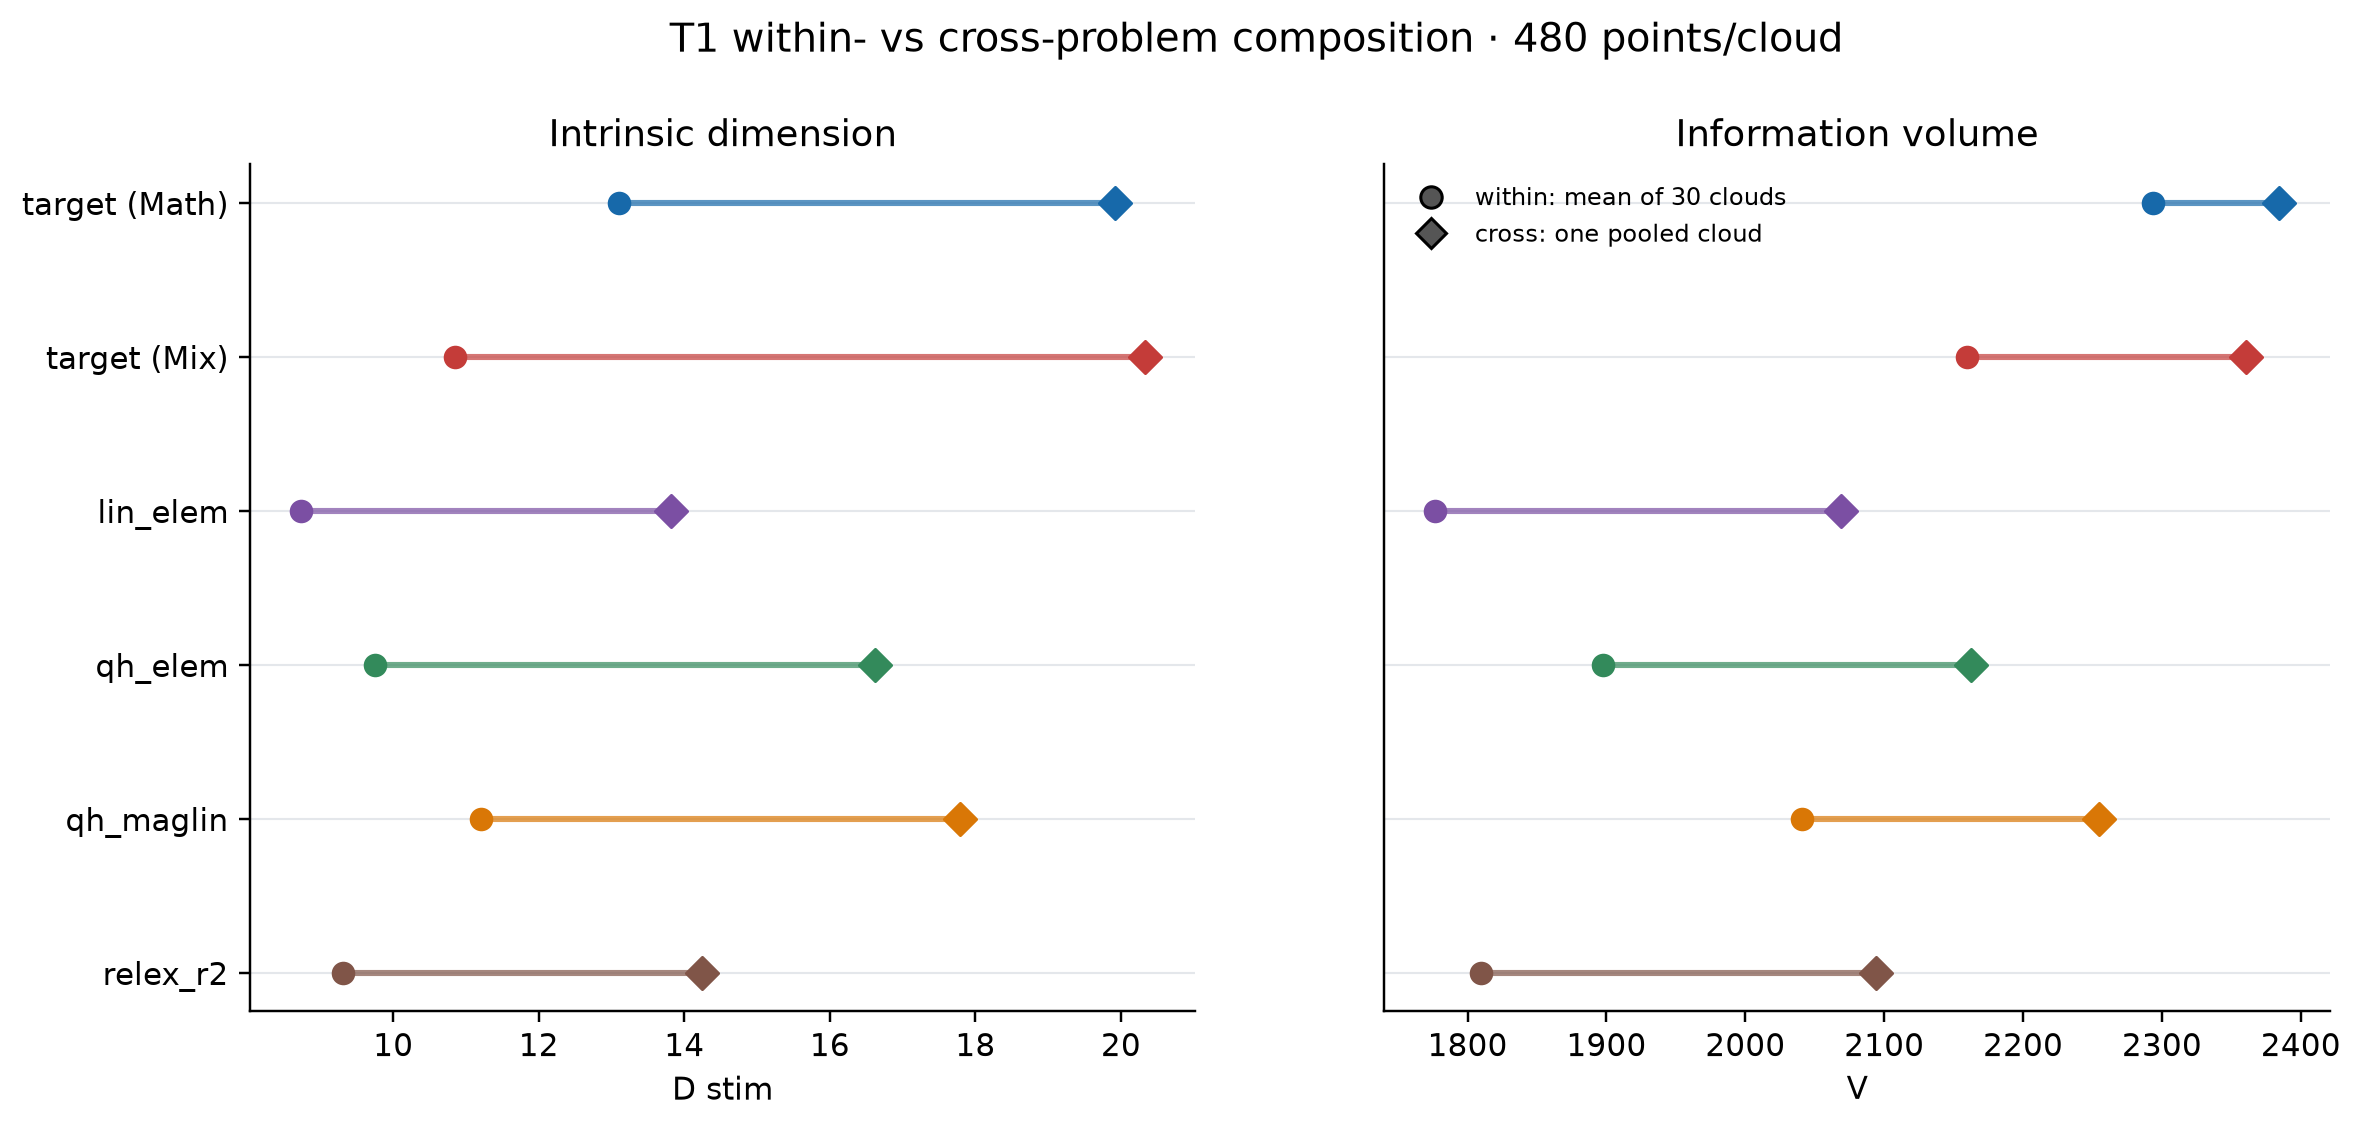 T1 within- vs cross-problem composition · 480 points/cloud
Intrinsic dimension
target (Math)
target (Mix)
lin_elem
qh_elem
qh_maglin
relex_r2
10 12 14 16 18 20
D stim
Information volume
within: mean of 30 clouds
cross: one pooled cloud
1800 1900 2000 2100 2200 2300 2400
V